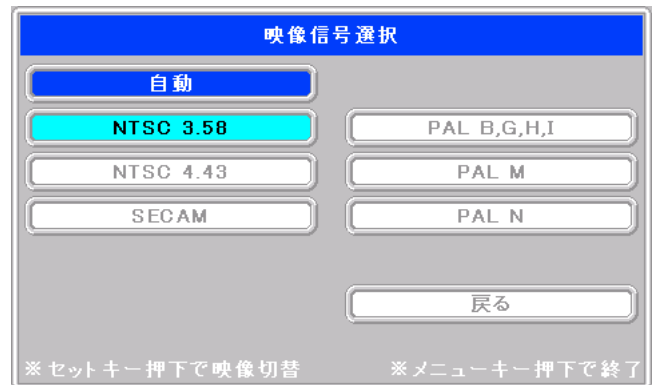 映像信号選択
自動
NTSC 3.58
PAL B,G,H,I
NTSC 4.43
PAL M
SECAM
PAL N
戻る
※セットキー押下で映像切替
※メニューキー押下で終了